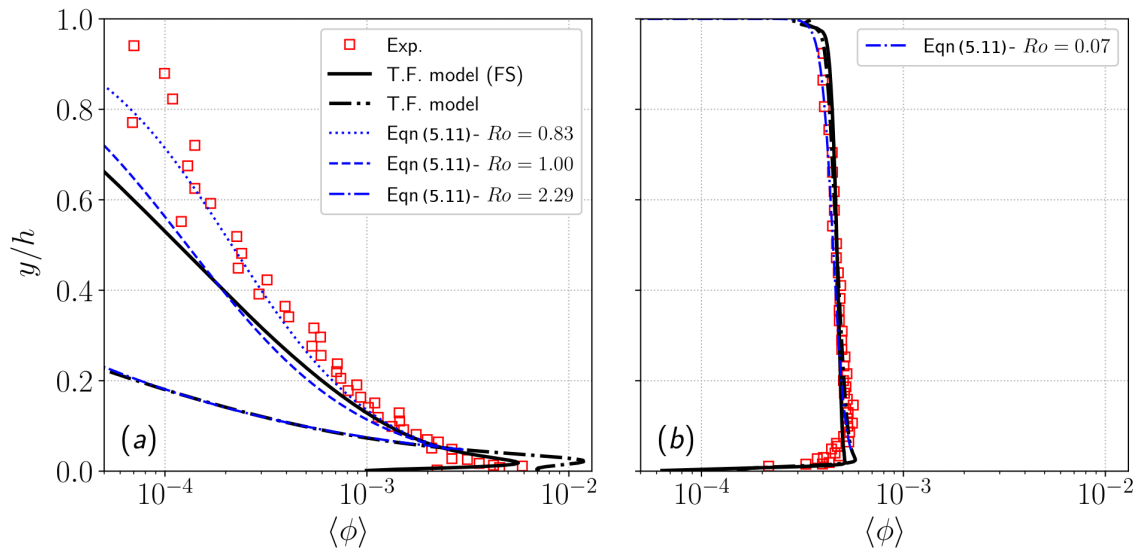 1.0
0.8
0.6
0.4
0.2
0.0
y/h
Exp.
T.F. model (FS)
T.F. model
Eqn (5.11)- Ro = 0.83
Eqn (5.11)- Ro = 1.00
Eqn (5.11)- Ro = 2.29
(a)
10⁻⁴ 10⁻³ 10⁻²
⟨ϕ⟩
Eqn (5.11)- Ro = 0.07
(b)
10⁻⁴ 10⁻³ 10⁻²
⟨ϕ⟩